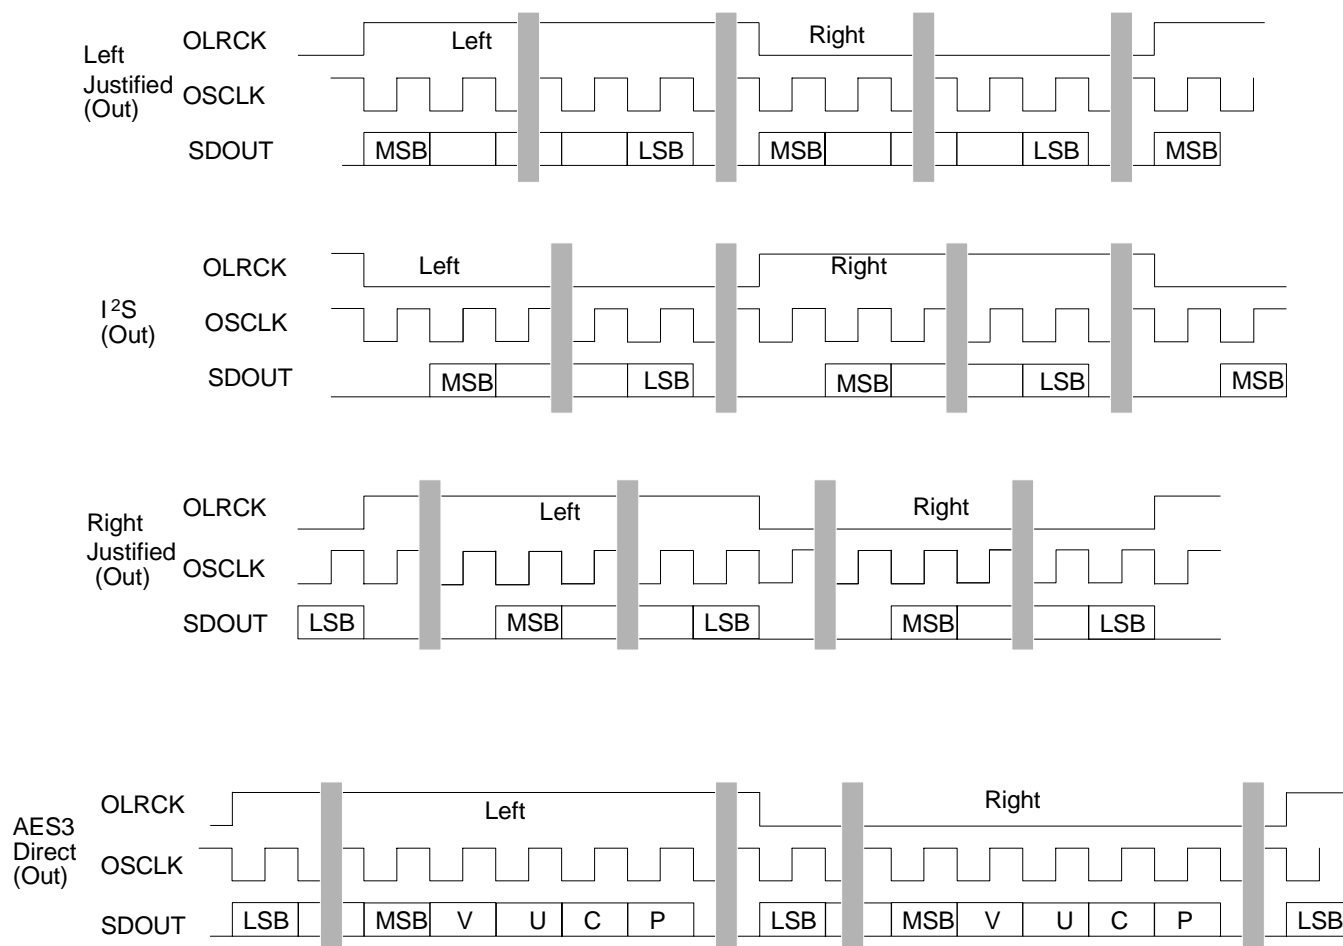 Left
Justified
(Out)
OLRCK
Left
Right
OSCLK
SDOUT
MSB
LSB
MSB
LSB
MSB
I²S
(Out)
OLRCK
Left
Right
OSCLK
SDOUT
MSB
LSB
MSB
LSB
MSB
Right
Justified
(Out)
OLRCK
Left
Right
OSCLK
SDOUT
LSB
MSB
LSB
MSB
LSB
AES3
Direct
(Out)
OLRCK
Left
Right
OSCLK
SDOUT
LSB
MSB
V
U
C
P
LSB
MSB
V
U
C
P
LSB